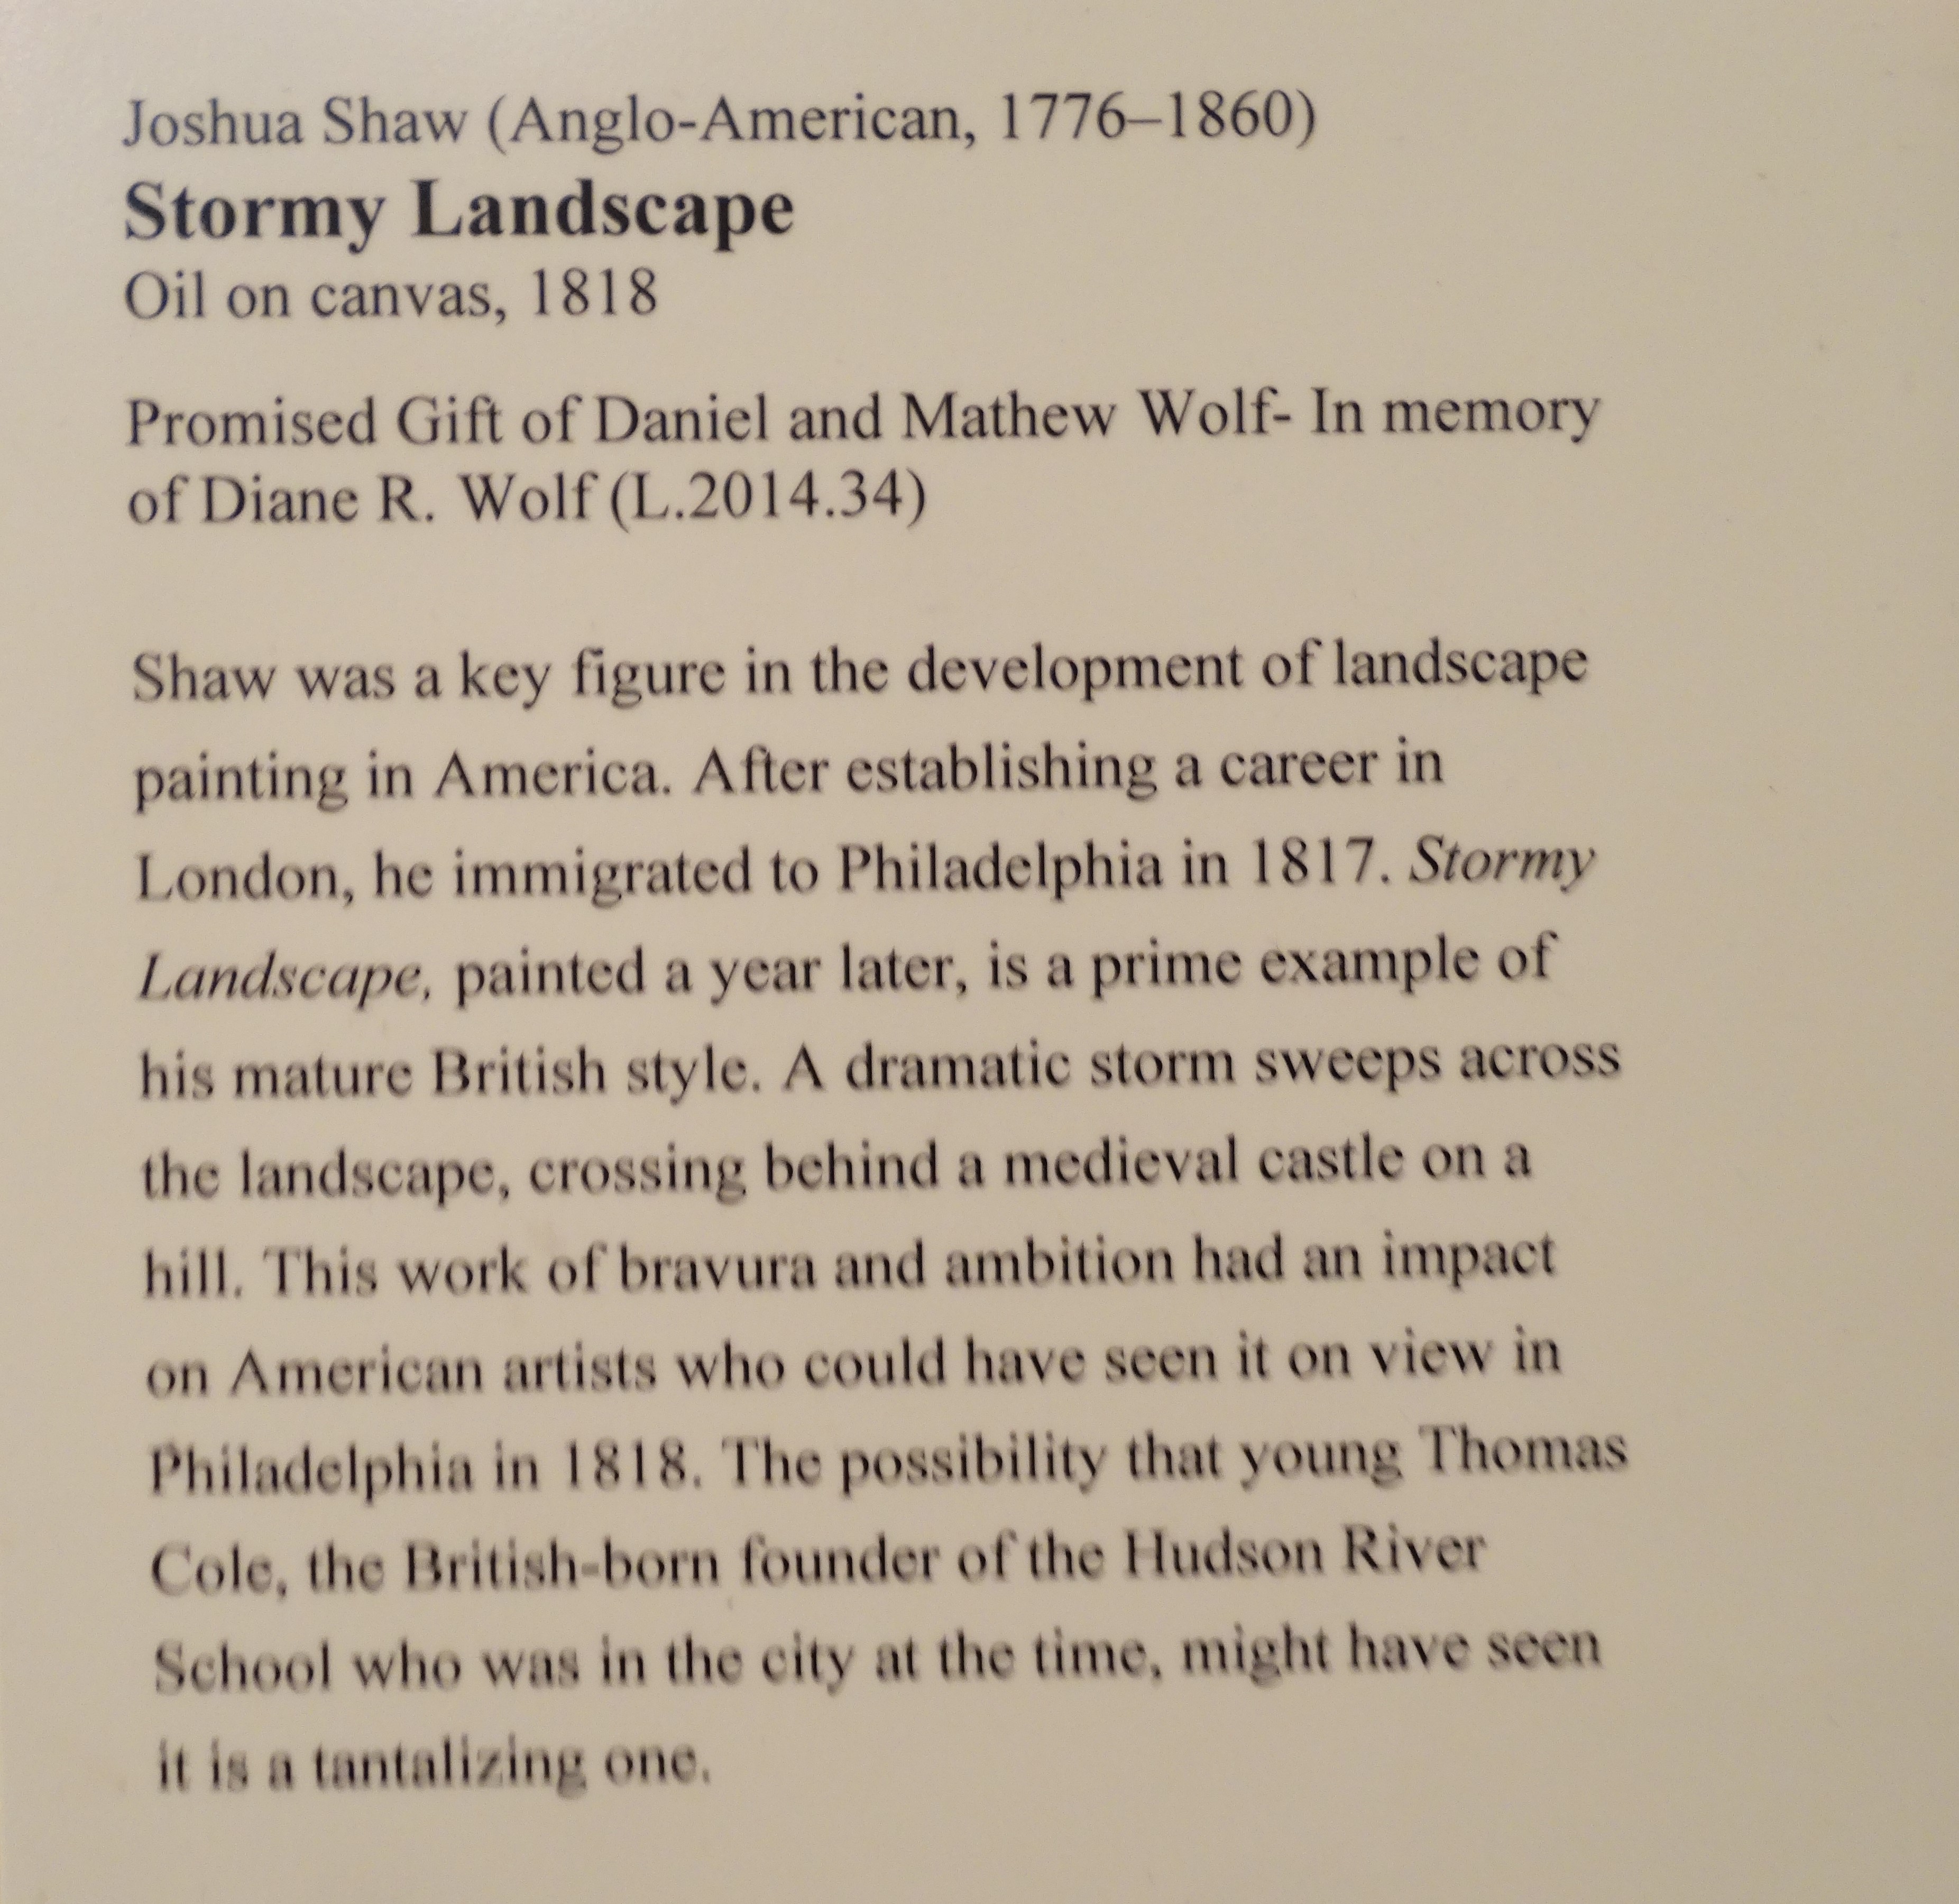 Joshua Shaw (Anglo-American, 1776–1860)
Stormy Landscape
Oil on canvas, 1818
Promised Gift of Daniel and Mathew Wolf- In memory
of Diane R. Wolf (L.2014.34)
Shaw was a key figure in the development of landscape
painting in America. After establishing a career in
London, he immigrated to Philadelphia in 1817. Stormy
Landscape, painted a year later, is a prime example of
his mature British style. A dramatic storm sweeps across
the landscape, crossing behind a medieval castle on a
hill. This work of bravura and ambition had an impact
on American artists who could have seen it on view in
Philadelphia in 1818. The possibility that young Thomas
Cole, the British-born founder of the Hudson River
School who was in the city at the time, might have seen
it is a tantalizing one.